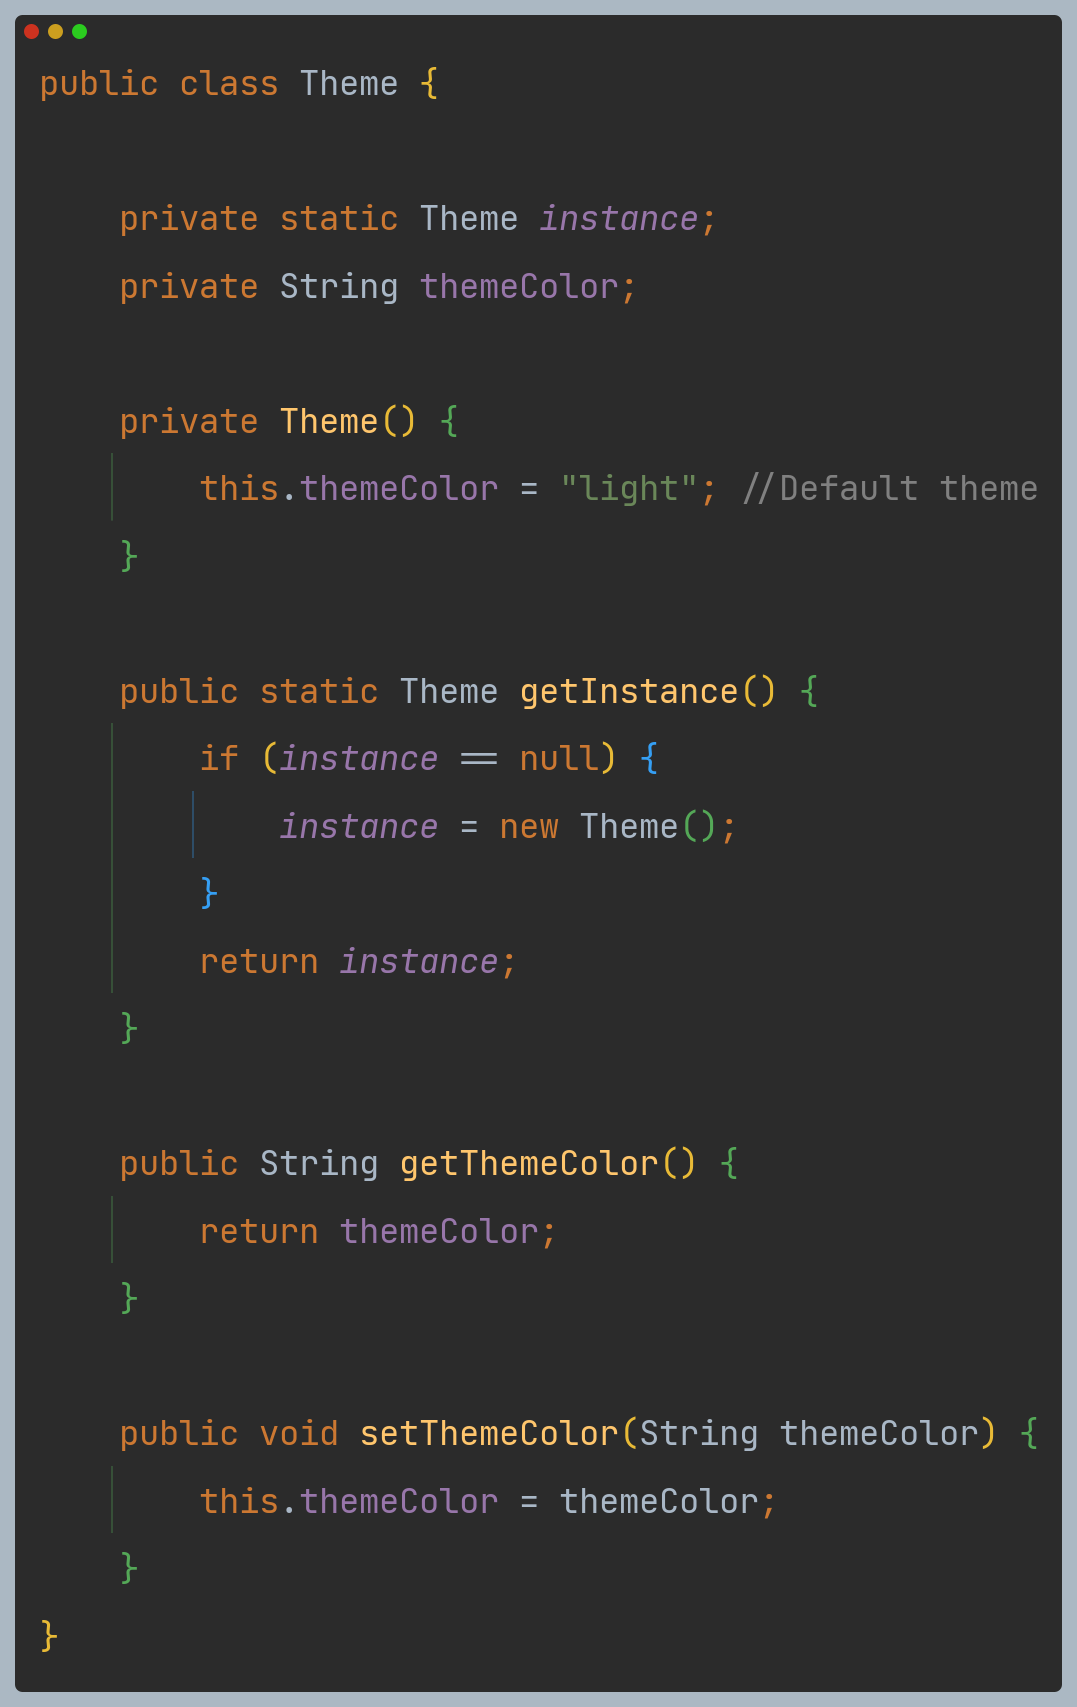 public class Theme {
    private static Theme instance;
    private String themeColor;
    private Theme() {
        this.themeColor = "light"; //Default theme
    }
    public static Theme getInstance() {
        if (instance == null) {
            instance = new Theme();
        }
        return instance;
    }
    public String getThemeColor() {
        return themeColor;
    }
    public void setThemeColor(String themeColor) {
        this.themeColor = themeColor;
    }
}